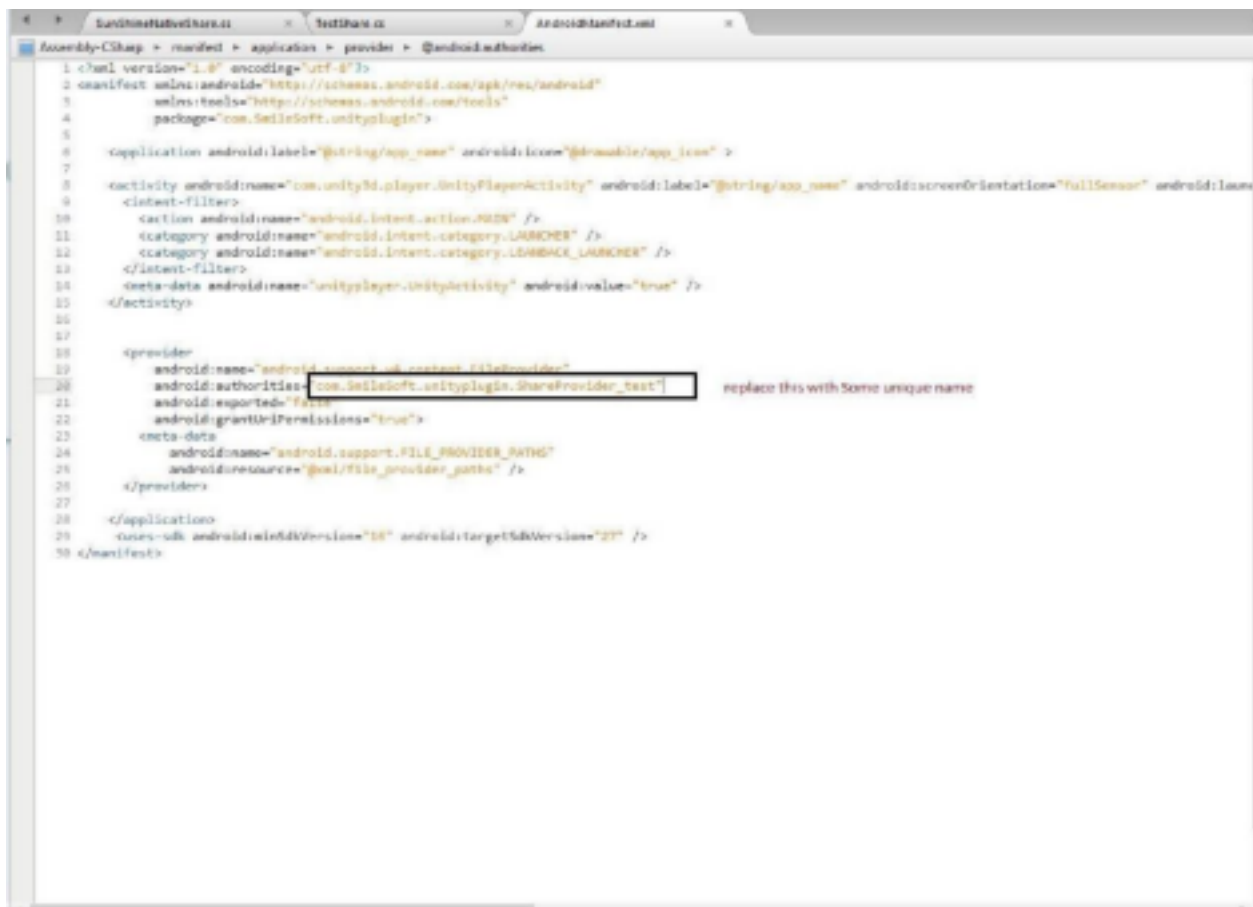 SunShineNativeShare.cs TestShare.cs AndroidManifest.xml
Assembly-CSharp manifest application provider @android:authorities
1 <?xml version="1.0" encoding="utf-8"?>
2 <manifest xmlns:android="http://schemas.android.com/apk/res/android"
3 xmlns:tools="http://schemas.android.com/tools"
4 package="com.SmileSoft.unityplugin">
5
6 <application android:label="@string/app_name" android:icon="@drawable/app_icon" >
7
8 <activity android:name="com.unity3d.player.UnityPlayerActivity" android:label="@string/app_name" android:screenOrientation="fullSensor" android:laun
9 <intent-filter>
10 <action android:name="android.intent.action.MAIN" />
11 <category android:name="android.intent.category.LAUNCHER" />
12 <category android:name="android.intent.category.LEANBACK_LAUNCHER" />
13 </intent-filter>
14 <meta-data android:name="unityplayer.UnityActivity" android:value="true" />
15 </activity>
16
17
18 <provider
19 android:name="android.support.v4.content.FileProvider"
20 android:authorities="com.SmileSoft.unityplugin.ShareProvider_test" replace this with Some unique name
21 android:exported="false"
22 android:grantUriPermissions="true">
23 <meta-data
24 android:name="android.support.FILE_PROVIDER_PATHS"
25 android:resource="@xml/file_provider_paths" />
26 </provider>
27
28 </application>
29 <uses-sdk android:minSdkVersion="16" android:targetSdkVersion="27" />
30 </manifest>